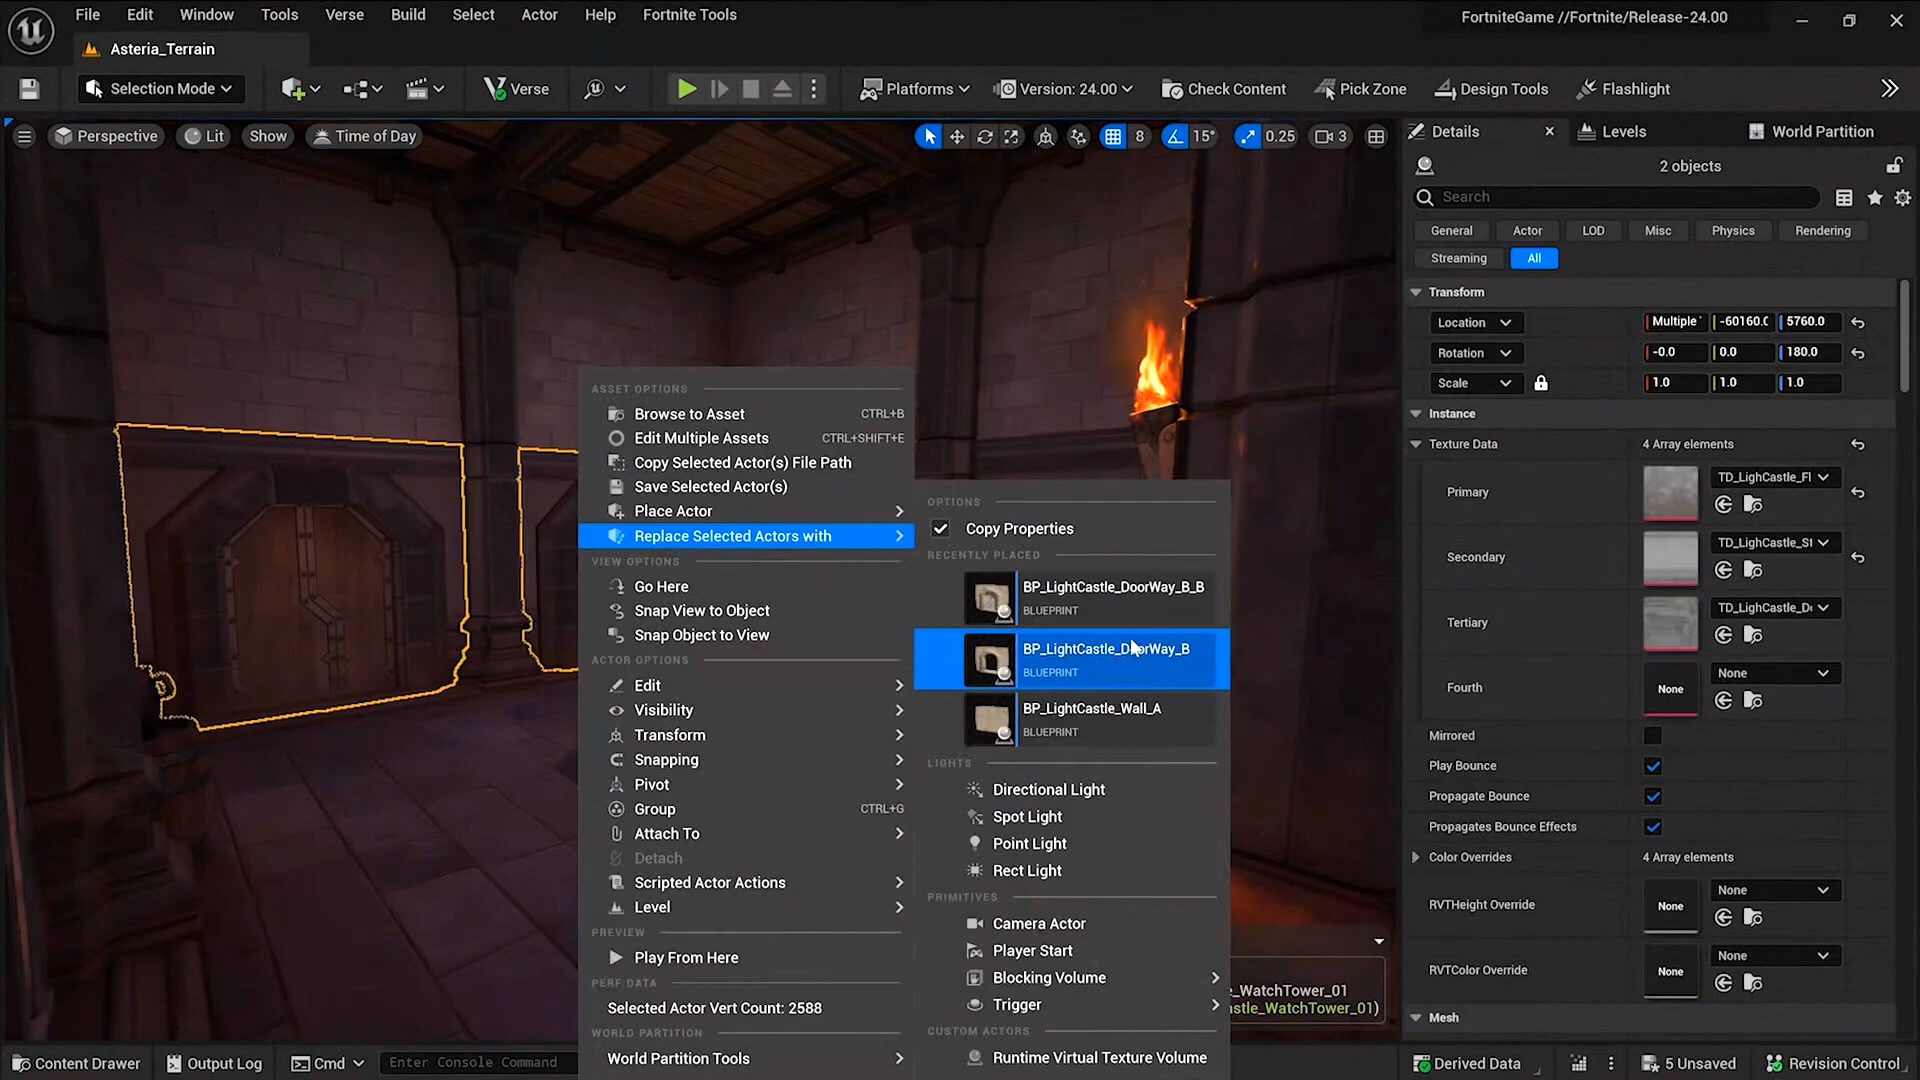 File Edit Window Tools Verse Build Select Actor Help Fortnite Tools
FortniteGame //Fortnite/Release-24.00
Asteria_Terrain
Selection Mode
Verse
Platforms
Version: 24.00
Check Content
Pick Zone
Design Tools
Flashlight
Perspective
Lit
Show
Time of Day
8
15°
0.25
3
Details
Levels
World Partition
2 objects
Search
General Actor LOD Misc Physics Rendering
Streaming All
Transform
Location Multiple -60160.0 5760.0
Rotation -0.0 0.0 180.0
Scale 1.0 1.0 1.0
Instance
Texture Data 4 Array elements
Primary TD_LighCastle_Fl
Secondary TD_LighCastle_St
Tertiary TD_LighCastle_Do
Fourth None None
Mirrored
Play Bounce
Propagate Bounce
Propagates Bounce Effects
Color Overrides 4 Array elements
RVTHeight Override None None
RVTColor Override None None
Mesh
ASSET OPTIONS
Browse to Asset CTRL+B
Edit Multiple Assets CTRL+SHIFT+E
Copy Selected Actor(s) File Path
Save Selected Actor(s)
Place Actor
Replace Selected Actors with
VIEW OPTIONS
Go Here
Snap View to Object
Snap Object to View
ACTOR OPTIONS
Edit
Visibility
Transform
Snapping
Pivot
Group CTRL+G
Attach To
Detach
Scripted Actor Actions
Level
PREVIEW
Play From Here
PERF DATA
Selected Actor Vert Count: 2588
WORLD PARTITION
World Partition Tools
OPTIONS
Copy Properties
RECENTLY PLACED
BP_LightCastle_DoorWay_B_B
BLUEPRINT
BP_LightCastle_DoorWay_B
BLUEPRINT
BP_LightCastle_Wall_A
BLUEPRINT
LIGHTS
Directional Light
Spot Light
Point Light
Rect Light
PRIMITIVES
Camera Actor
Player Start
Blocking Volume
Trigger
CUSTOM ACTORS
Runtime Virtual Texture Volume
_WatchTower_01
stle_WatchTower_01)
Content Drawer
Output Log
Cmd
Enter Console Command
Derived Data
5 Unsaved
Revision Control